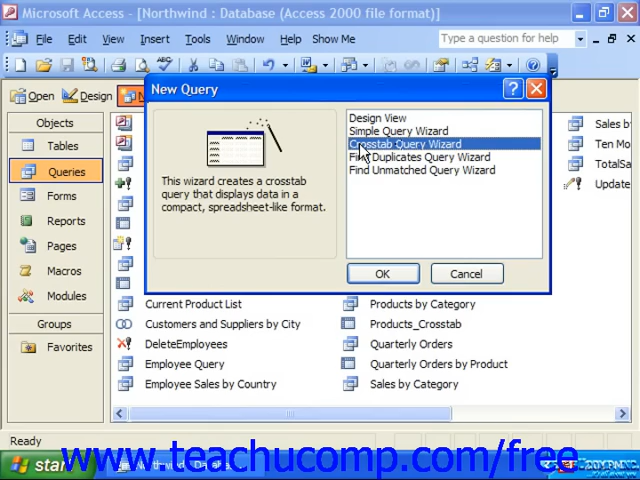 Microsoft Access - [Northwind : Database (Access 2000 file format)]
File Edit View Insert Tools Window Help Show Me Type a question for help
Open Design
New Query
Objects
Tables
Queries
Forms
Reports
Pages
Macros
Modules
Groups
Favorites
This wizard creates a crosstab
query that displays data in a
compact, spreadsheet-like format.
Design View
Simple Query Wizard
Crosstab Query Wizard
Find Duplicates Query Wizard
Find Unmatched Query Wizard
OK Cancel
Sales b
Ten Mo
TotalSa
Update
Current Product List
Customers and Suppliers by City
DeleteEmployees
Employee Query
Employee Sales by Country
Products by Category
Products_Crosstab
Quarterly Orders
Quarterly Orders by Product
Sales by Category
Ready
start
www.teachucomp.com/free